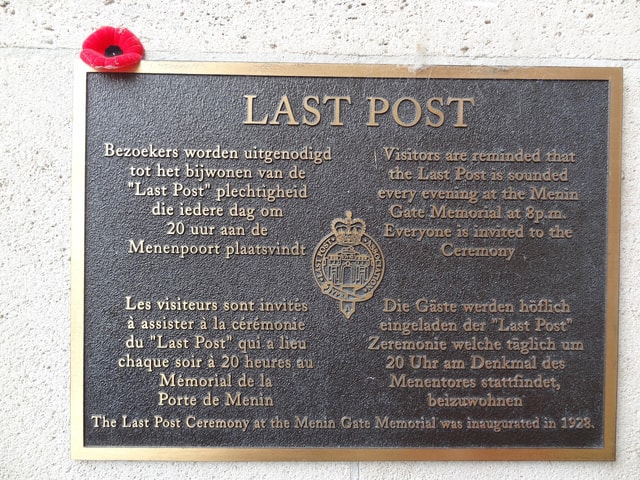 LAST POST
Bezoekers worden uitgenodigd
tot het bijwonen van de
"Last Post" plechtigheid
die iedere dag om
20 uur aan de
Menenpoort plaatsvindt
Visitors are reminded that
the Last Post is sounded
every evening at the Menin
Gate Memorial at 8p.m.
Everyone is invited to the
Ceremony
LAST POST ASSOCIATION
Les visiteurs sont invités
à assister à la cérémonie
du "Last Post" qui a lieu
chaque soir à 20 heures au
Mémorial de la
Porte de Menin
Die Gäste werden höflich
eingeladen der "Last Post"
Zeremonie welche täglich um
20 Uhr am Denkmal des
Menentores stattfindet,
beizuwohnen
The Last Post Ceremony at the Menin Gate Memorial was inaugurated in 1928.